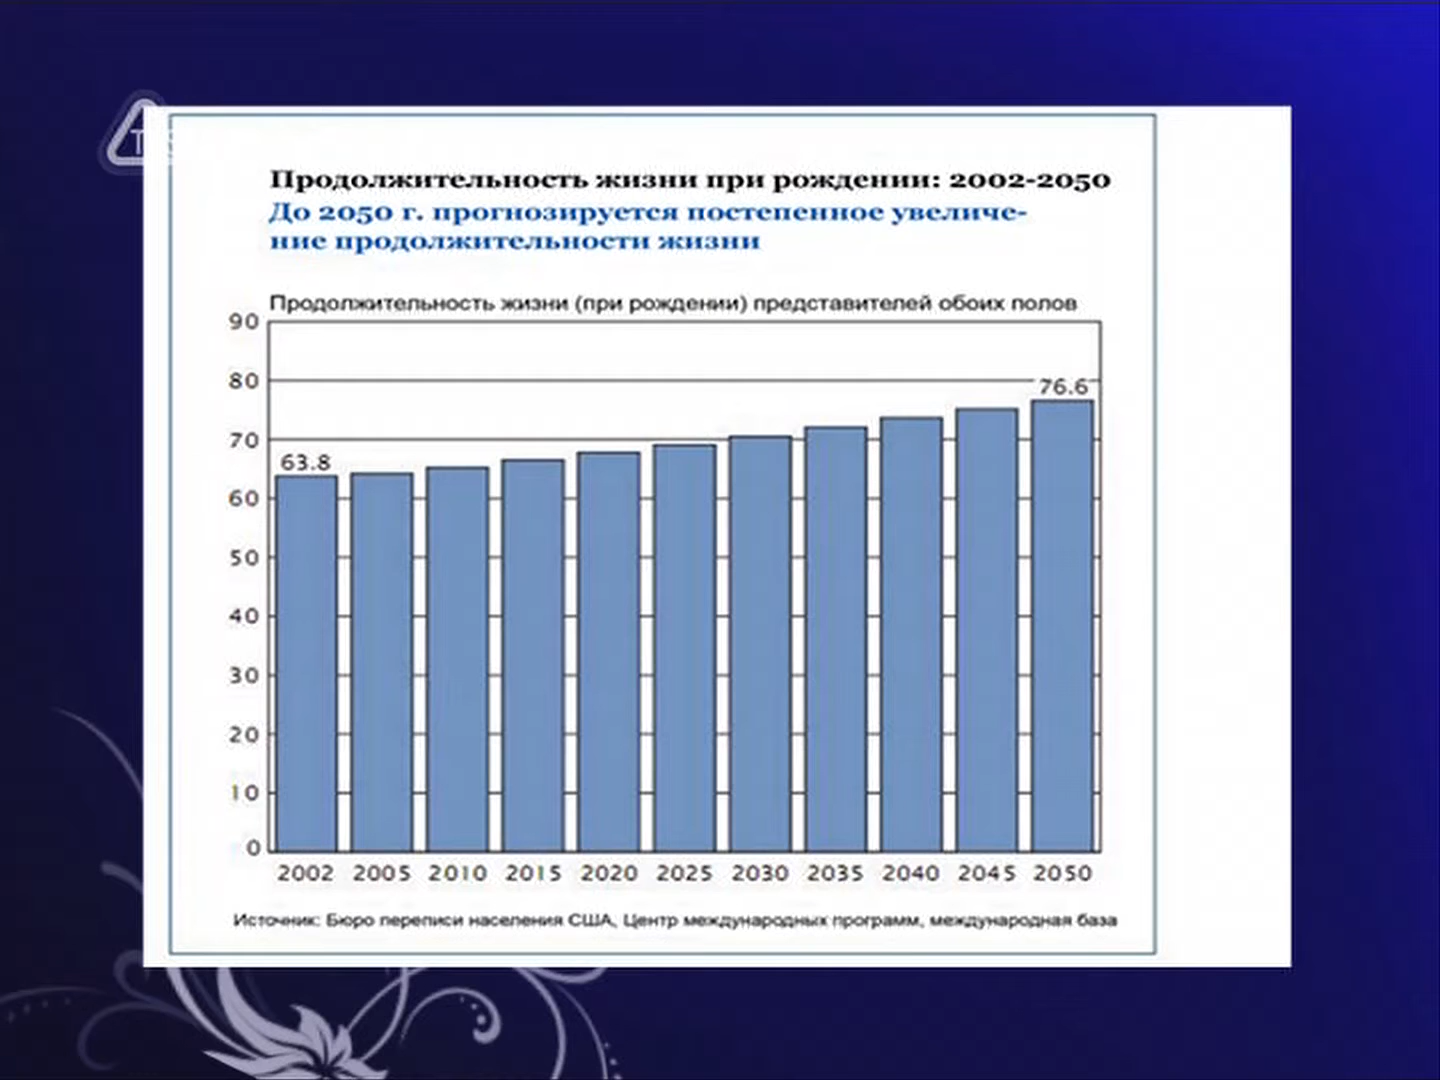 Продолжительность жизни при рождении: 2002-2050
До 2050 г. прогнозируется постепенное увеличе-
ние продолжительности жизни
Продолжительность жизни (при рождении) представителей обоих полов
90
80
76.6
70
63.8
60
50
40
30
20
10
0
2002 2005 2010 2015 2020 2025 2030 2035 2040 2045 2050
Источник: Бюро переписи населения США, Центр международных программ, международная база